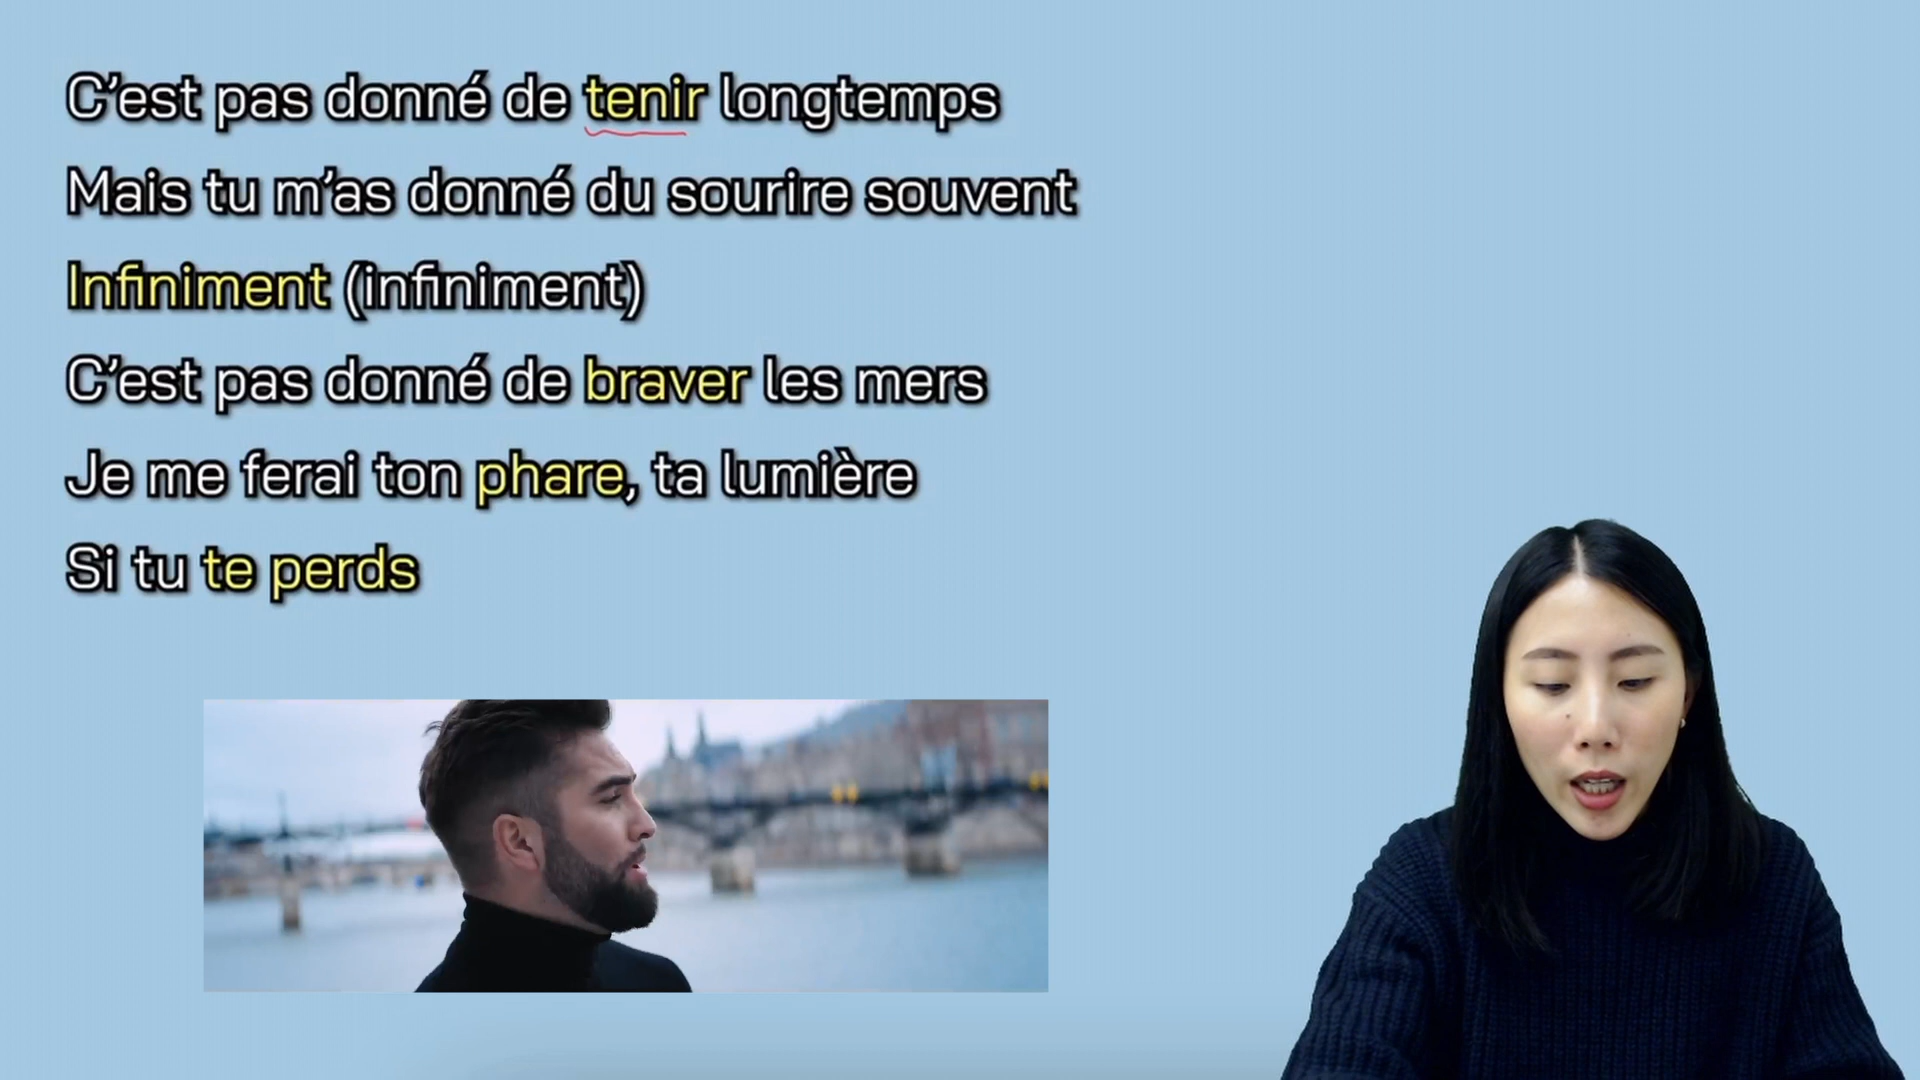 C'est pas donné de tenir longtemps
Mais tu m'as donné du sourire souvent
Infiniment (infiniment)
C'est pas donné de braver les mers
Je me ferai ton phare, ta lumière
Si tu te perds